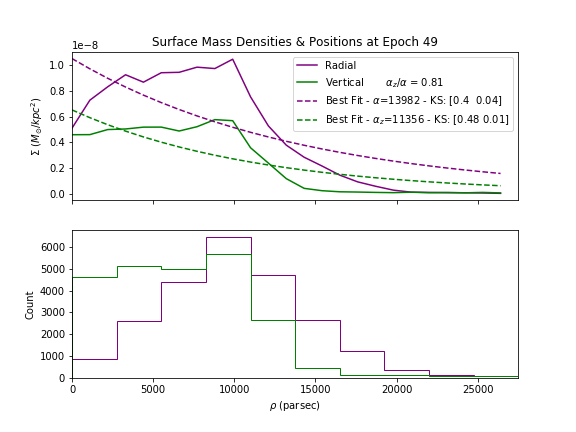 Surface Mass Densities & Positions at Epoch 49
1e−8
Radial
Vertical α_z/α = 0.81
Best Fit - α=13982 - KS: [0.4 0.04]
Best Fit - α_z=11356 - KS: [0.48 0.01]
Σ (M_⊙/kpc²)
1.0
0.8
0.6
0.4
0.2
0.0
Count
6000
5000
4000
3000
2000
1000
0
0 5000 10000 15000 20000 25000
ρ (parsec)